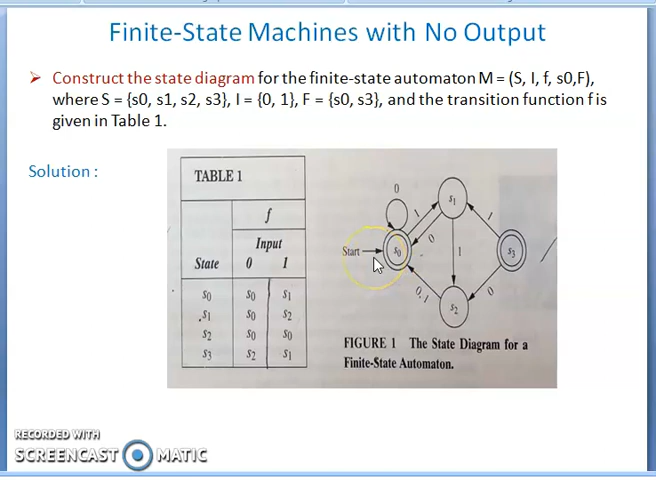 Finite-State Machines with No Output
Construct the state diagram for the finite-state automaton M = (S, I, f, s0,F),
where S = {s0, s1, s2, s3}, I = {0, 1}, F = {s0, s3}, and the transition function f is
given in Table 1.
Solution :
TABLE 1
f
Input
State 0 1
s0 s0 s1
s1 s0 s2
s2 s0 s0
s3 s2 s1
0
s1
1
1
0
Start
s0
1
s3
0, 1
0
s2
FIGURE 1 The State Diagram for a
Finite-State Automaton.
RECORDED WITH
SCREENCAST MATIC